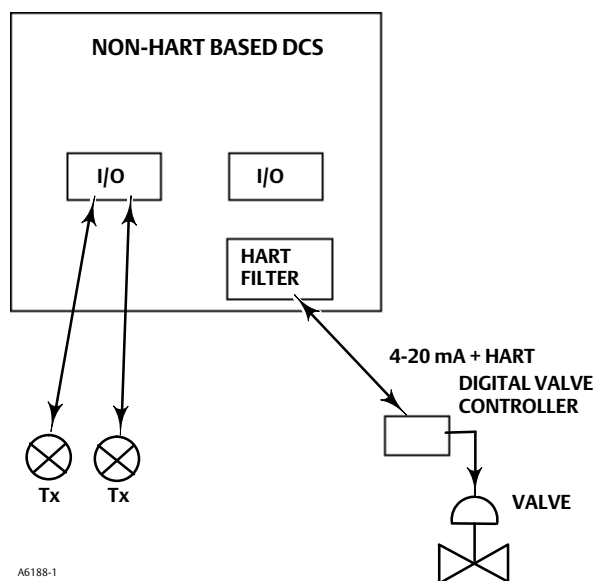 NON-HART BASED DCS
I/O
I/O
HART
FILTER
4-20 mA + HART
DIGITAL VALVE
CONTROLLER
Tx
Tx
VALVE
A6188-1